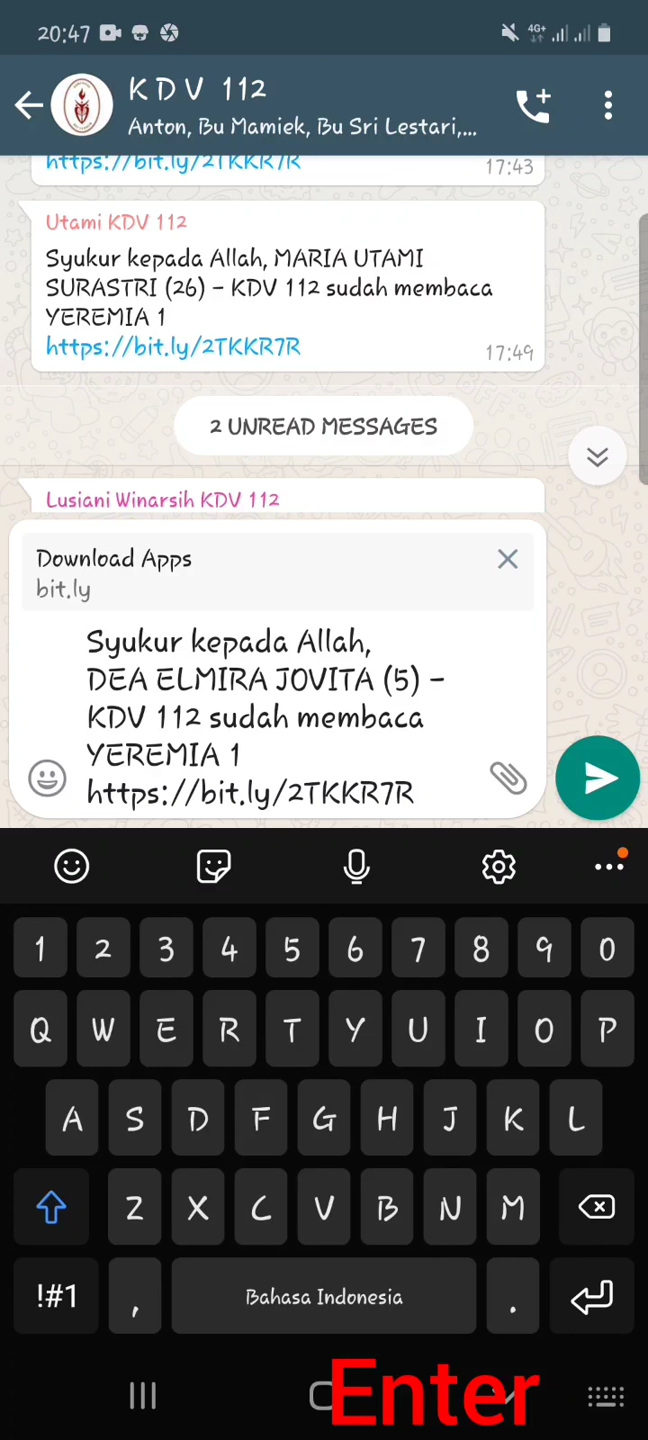 20:47
4G+
K D V 112
Anton, Bu Mamiek, Bu Sri Lestari,...
https://bit.ly/2TKKR7R
17:43
Utami KDV 112
Syukur kepada Allah, MARIA UTAMI
SURASTRI (26) – KDV 112 sudah membaca
YEREMIA 1
https://bit.ly/2TKKR7R
17:49
2 UNREAD MESSAGES
Lusiani Winarsih KDV 112
Download Apps
bit.ly
Syukur kepada Allah,
DEA ELMIRA JOVITA (5) –
KDV 112 sudah membaca
YEREMIA 1
https://bit.ly/2TKKR7R
1 2 3 4 5 6 7 8 9 0
Q W E R T Y U I O P
A S D F G H J K L
Z X C V B N M
!#1 , Bahasa Indonesia .
Enter